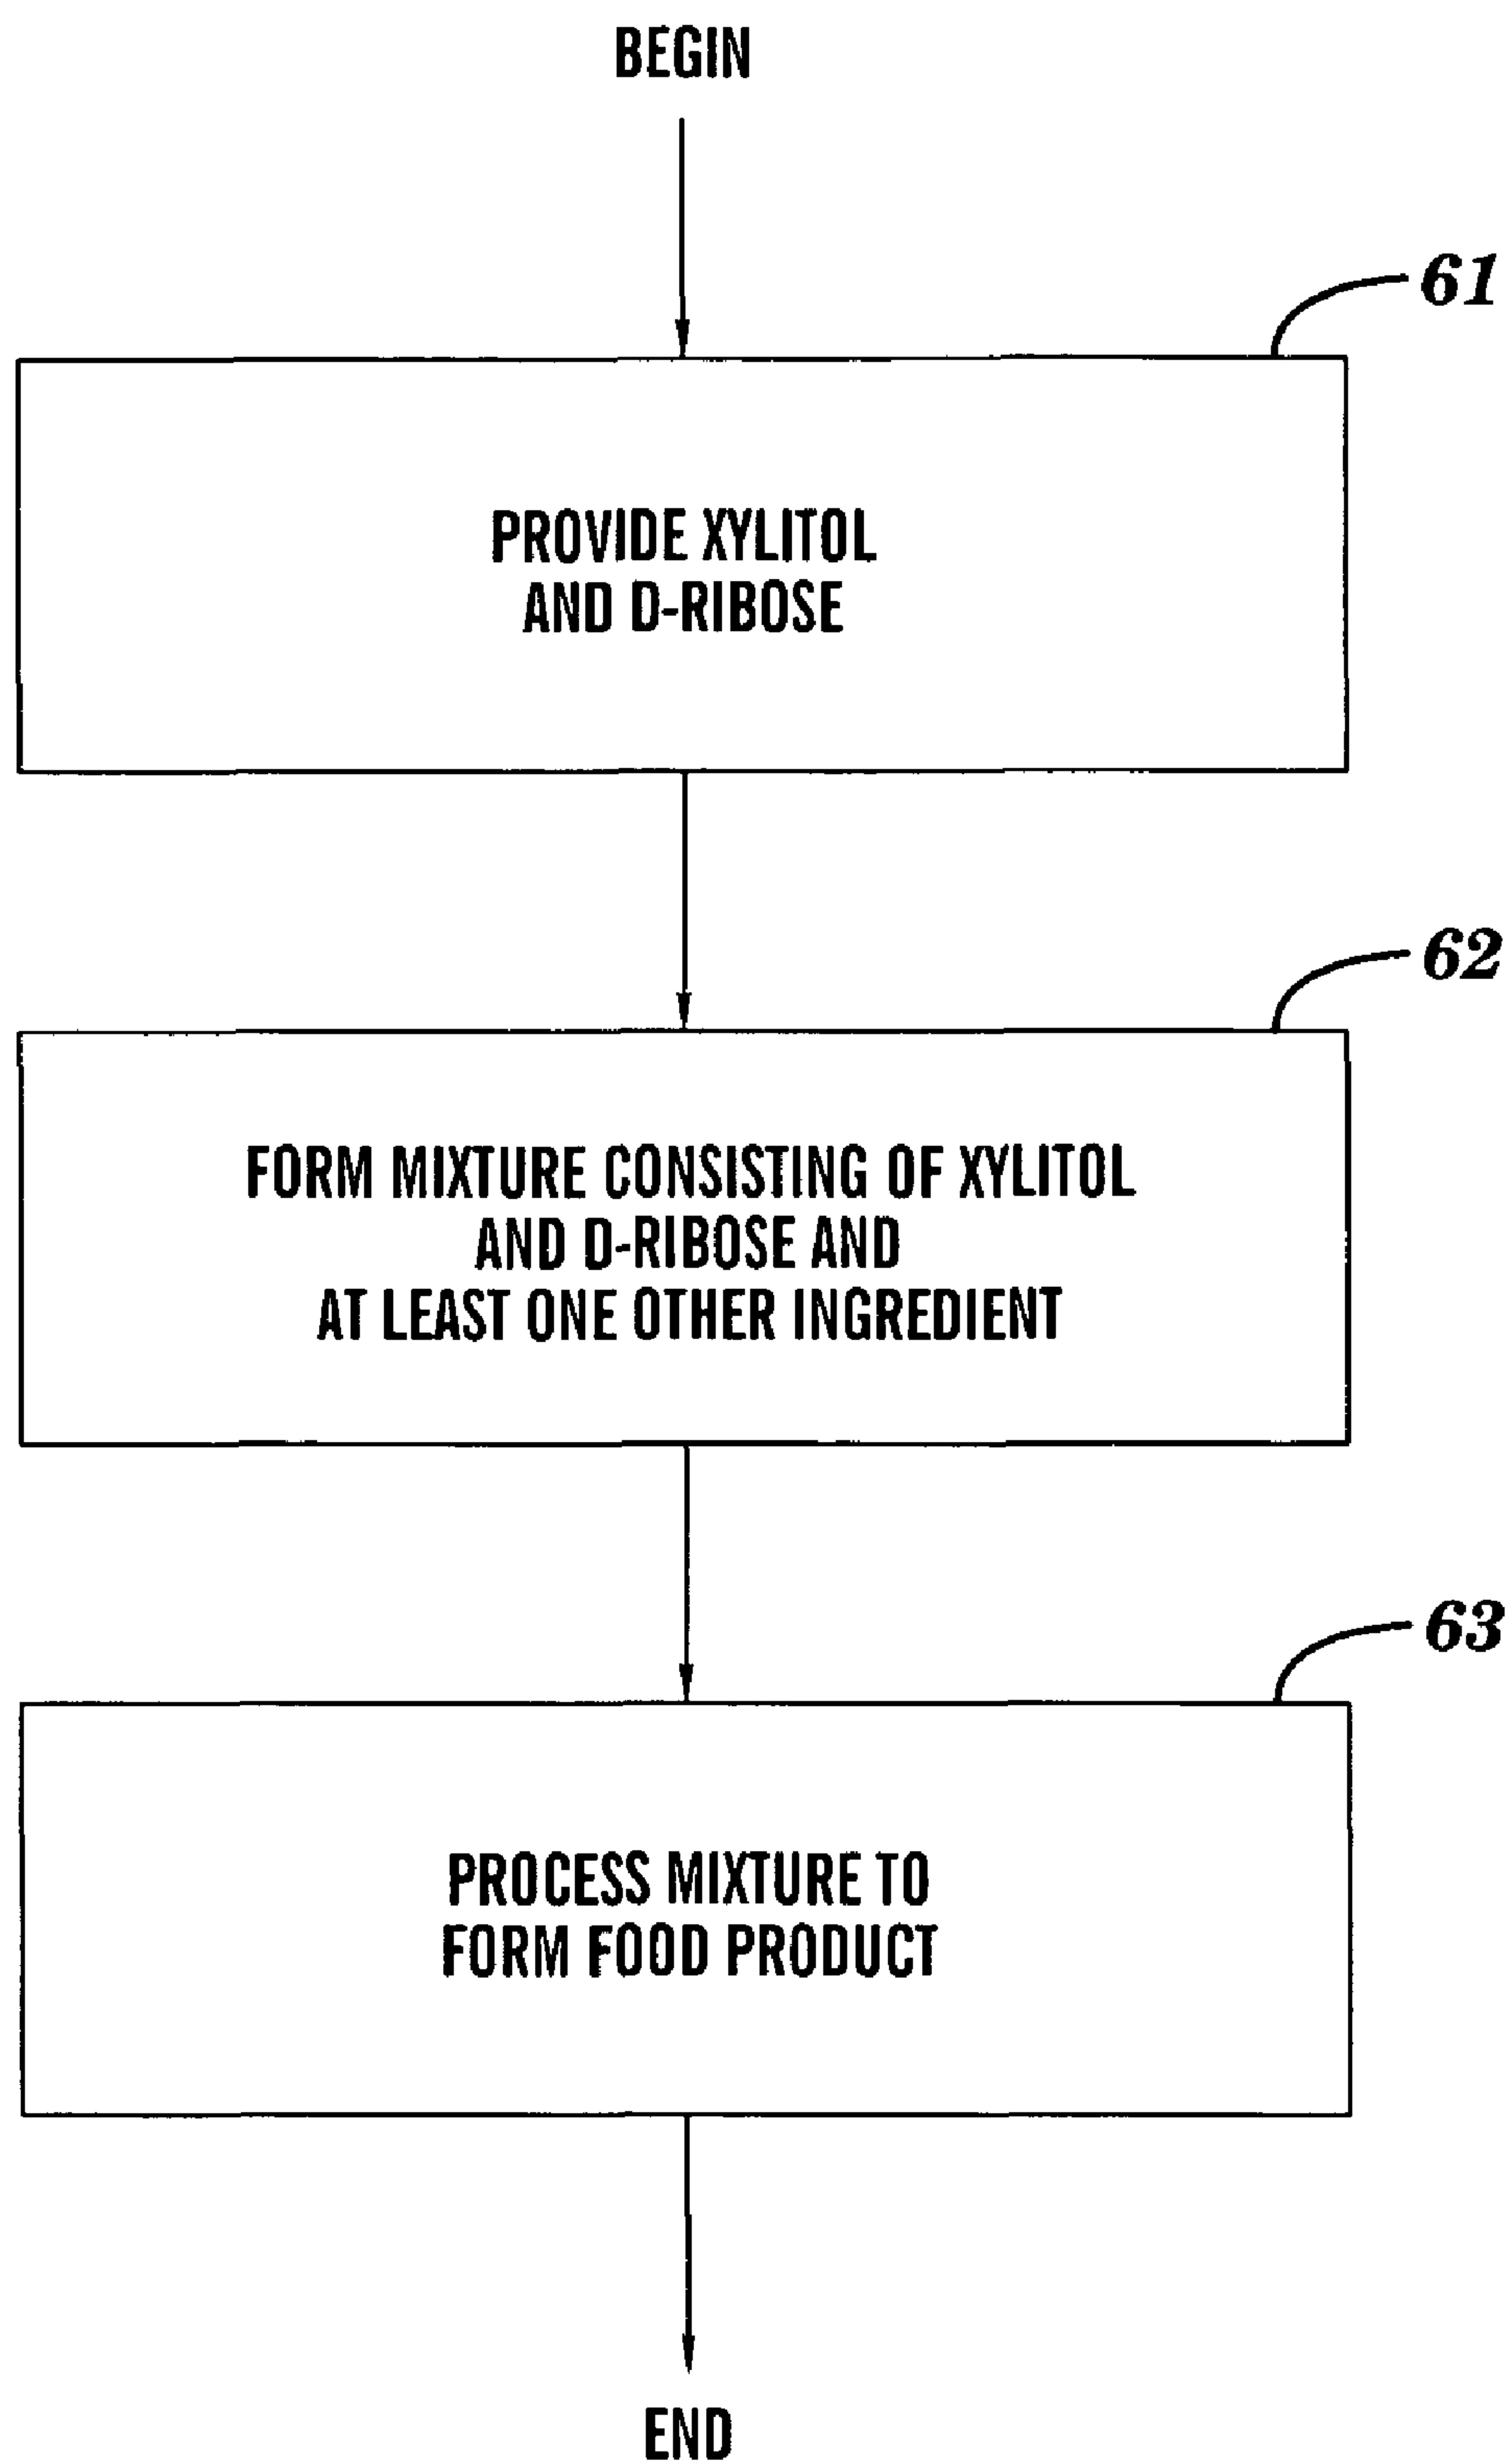 BEGIN
61
PROVIDE XYLITOL
AND D-RIBOSE
62
FORM MIXTURE CONSISTING OF XYLITOL
AND D-RIBOSE AND
AT LEAST ONE OTHER INGREDIENT
63
PROCESS MIXTURE TO
FORM FOOD PRODUCT
END